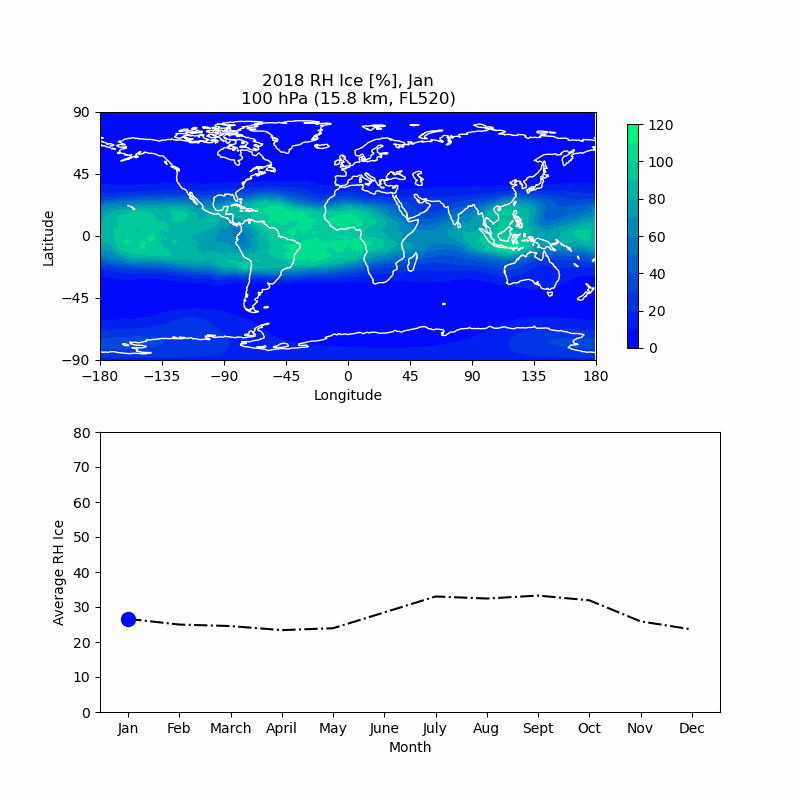 2018 RH Ice [%], Jan
100 hPa (15.8 km, FL520)
90
45
0
−45
−90
Latitude
−180
−135
−90
−45
0
45
90
135
180
Longitude
120
100
80
60
40
20
0
80
70
60
50
40
30
20
10
0
Average RH Ice
Jan
Feb
March
April
May
June
July
Aug
Sept
Oct
Nov
Dec
Month